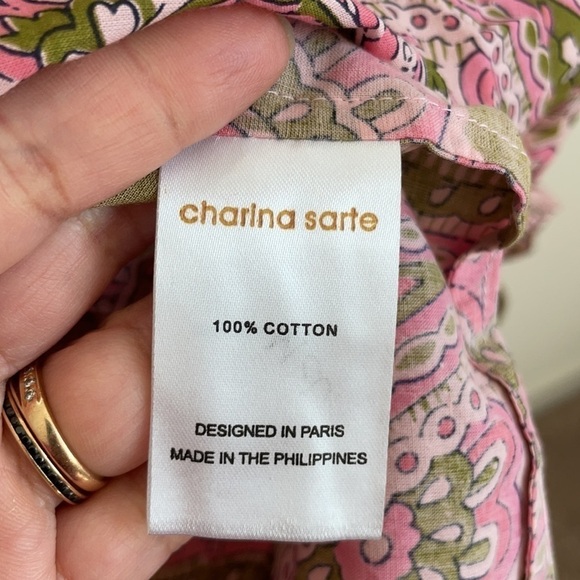 charina sarte
100% COTTON
DESIGNED IN PARIS
MADE IN THE PHILIPPINES